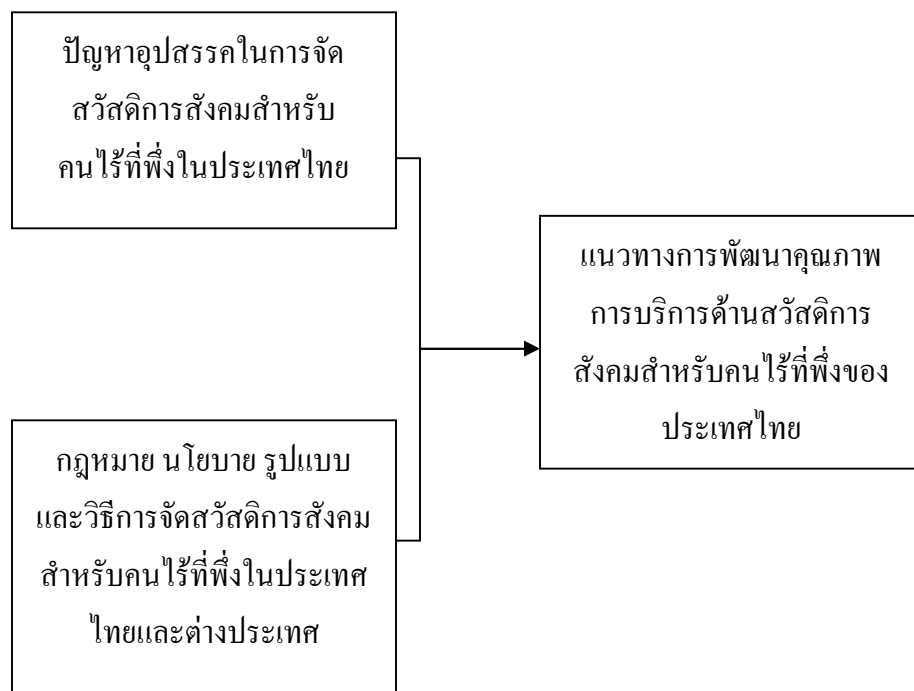 ปัญหาอุปสรรคในการจัด
สวัสดิการสังคมสำหรับ
คนไร้ที่พึ่งในประเทศไทย
แนวทางการพัฒนาคุณภาพ
การบริการด้านสวัสดิการ
สังคมสำหรับคนไร้ที่พึ่งของ
ประเทศไทย
กฎหมาย นโยบาย รูปแบบ
และวิธีการจัดสวัสดิการสังคม
สำหรับคนไร้ที่พึ่งในประเทศ
ไทยและต่างประเทศ